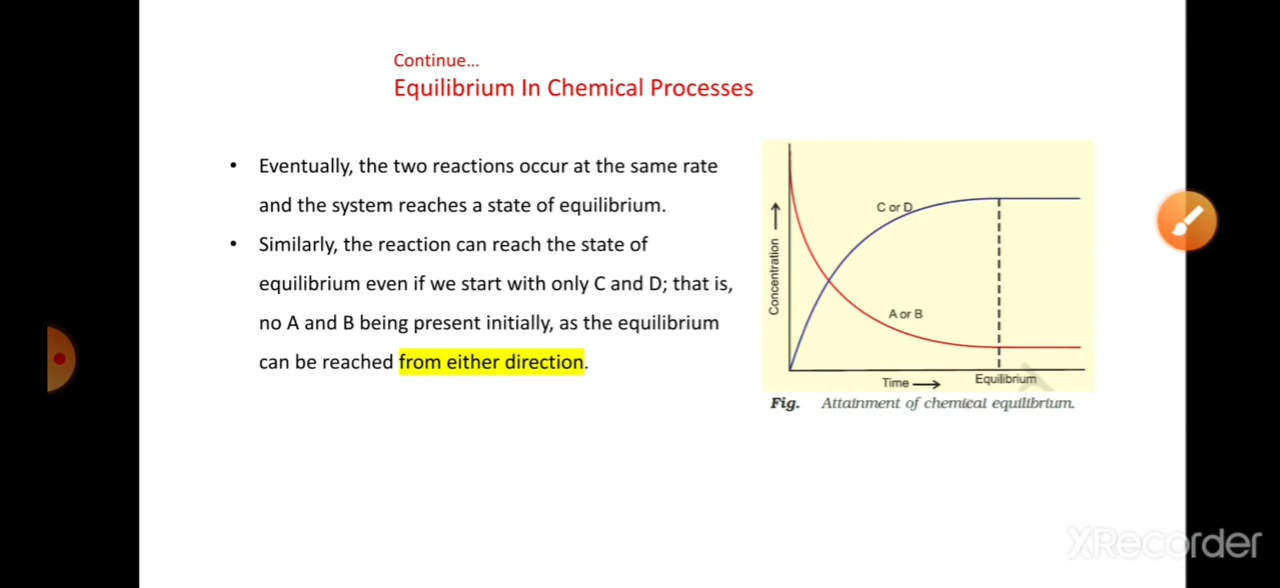 Continue...
Equilibrium In Chemical Processes
• Eventually, the two reactions occur at the same rate
and the system reaches a state of equilibrium.
• Similarly, the reaction can reach the state of
equilibrium even if we start with only C and D; that is,
no A and B being present initially, as the equilibrium
can be reached from either direction.
Concentration
C or D
A or B
Time
Equilibrium
Fig. Attainment of chemical equilibrium.
XRecorder